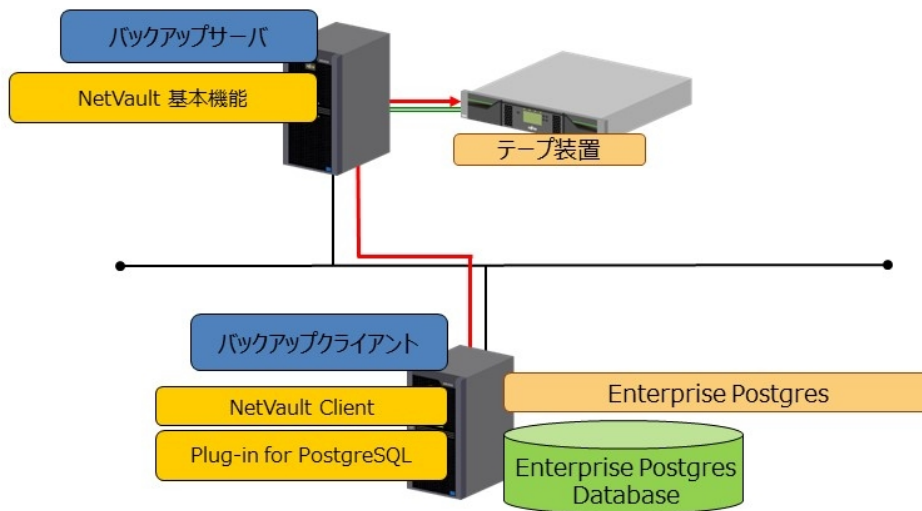 バックアップサーバ
NetVault 基本機能
テープ装置
バックアップクライアント
NetVault Client
Plug-in for PostgreSQL
Enterprise Postgres
Enterprise Postgres
Database